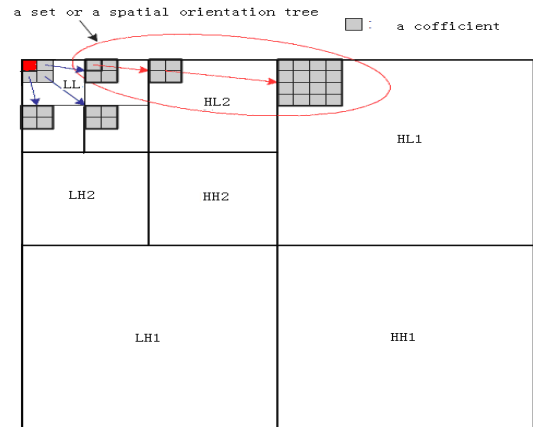 a set or a spatial orientation tree
: a cofficient
LL
HL2
HL1
LH2
HH2
LH1
HH1